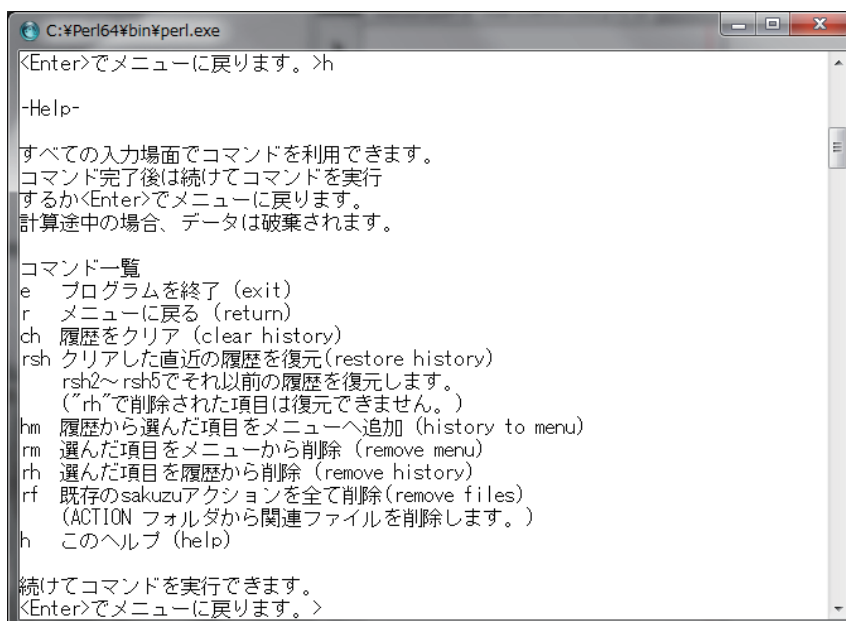 C:¥Perl64¥bin¥perl.exe
<Enter>でメニューに戻ります。>h
-Help-
すべての入力場面でコマンドを利用できます。
コマンド完了後は続けてコマンドを実行
するか<Enter>でメニューに戻ります。
計算途中の場合、データは破棄されます。
コマンド一覧
e プログラムを終了 (exit)
r メニューに戻る (return)
ch 履歴をクリア (clear history)
rsh クリアした直近の履歴を復元(restore history)
rsh2～rsh5でそれ以前の履歴を復元します。
("rh"で削除された項目は復元できません。)
hm 履歴から選んだ項目をメニューへ追加 (history to menu)
rm 選んだ項目をメニューから削除 (remove menu)
rh 選んだ項目を履歴から削除 (remove history)
rf 既存のsakuzuアクションを全て削除(remove files)
(ACTION フォルダから関連ファイルを削除します。)
h このヘルプ (help)
続けてコマンドを実行できます。
<Enter>でメニューに戻ります。>